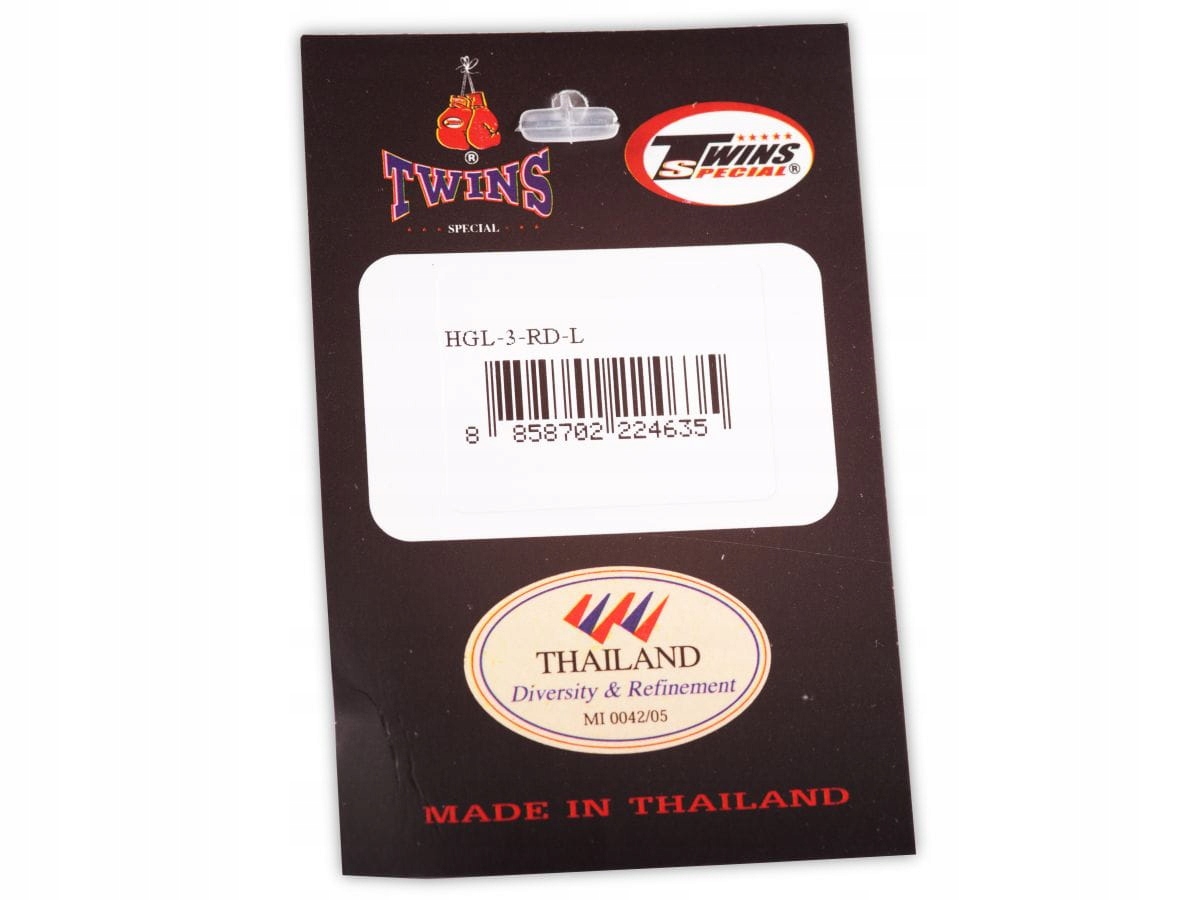 ® 
TWINS
SPECIAL
TWINS
SPECIAL®
HGL-3-RD-L
8 858702 224635
THAILAND
Diversity & Refinement
MI 0042/05
MADE IN THAILAND